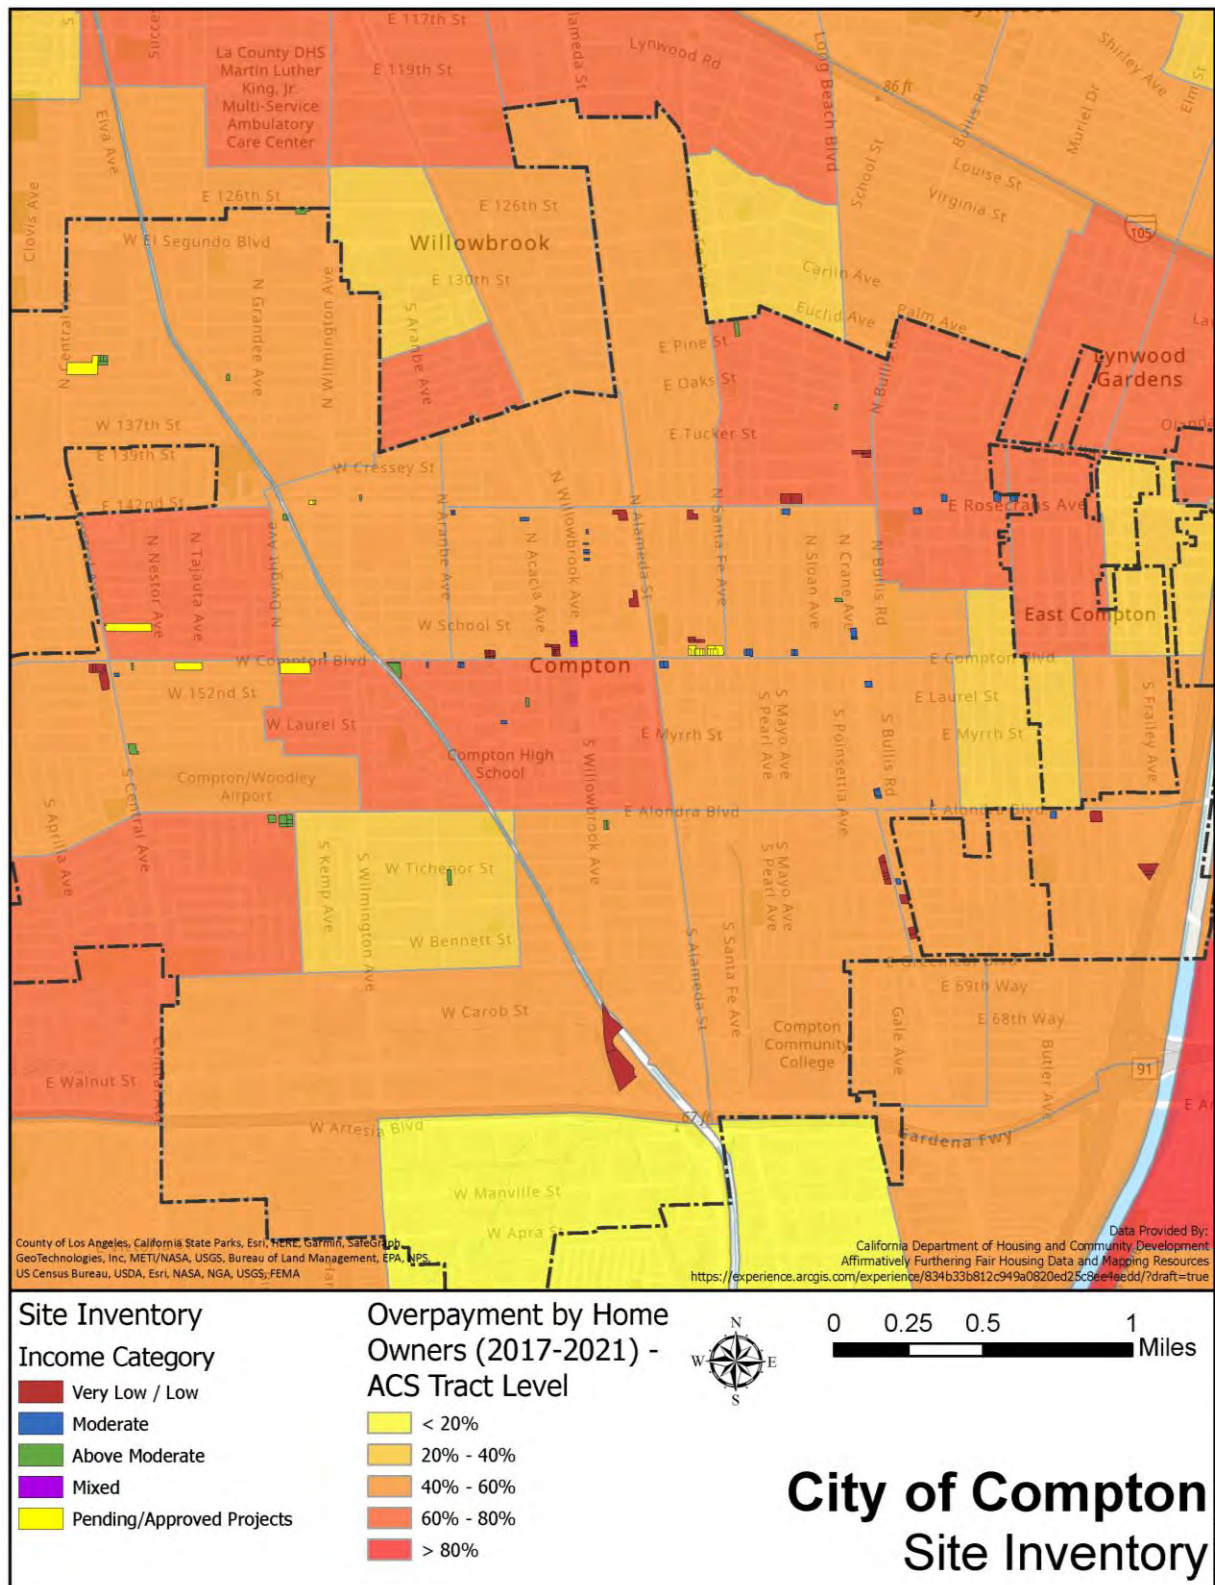 E 117th St
Lynwood Rd
Long Beach Blvd
Shirley Ave
Elm St
La County DHS
Martin Luther
King, Jr.
Multi-Service
Ambulatory
Care Center
E 119th St
86 ft
Bullis Rd
Muriel Dr
Elva Ave
School St
Louise St
Virginia St
105
Clovis Ave
E 126th St
W El Segundo Blvd
E 126th St
Willowbrook
E 130th St
Carlin Ave
Euclid Ave
Palm Ave
N Grandee Ave
N Wilmington Ave
S Aranbe Ave
E Pine St
E Oaks St
N Bullis Rd
Lynwood
Gardens
W 137th St
E 139th St
E Tucker St
W Cressey St
E 142nd St
N Aranbe Ave
N Willowbrook Ave
N Acacia Ave
N Alameda St
N Santa Fe Ave
E Rosecrans Ave
N Nestor Ave
N Tajauta Ave
N Dwight Ave
N Sloan Ave
N Crane Ave
N Bullis Rd
W School St
East Compton
W Compton Blvd
Compton
E Compton Blvd
W 152nd St
W Laurel St
E Laurel St
E Myrrh St
E Myrrh St
S Mayo Ave
S Pearl Ave
S Poinsettia Ave
S Bullis Rd
S Frailey Ave
Compton High
School
S Willowbrook Ave
Compton/Woodley
Airport
S Central Ave
S Aprilia Ave
E Alondra Blvd
E Alondra Blvd
S Kemp Ave
S Wilmington Ave
W Tichenor St
W Bennett St
S Mayo Ave
S Pearl Ave
S Santa Fe Ave
S Alameda St
W Carob St
E 69th Way
E 68th Way
Compton
Community
College
Gale Ave
Butler Ave
91
E Walnut St
Central Ave
W Artesia Blvd
67 ft
Gardena Fwy
W Manville St
W Apra St
County of Los Angeles, California State Parks, Esri, HERE, Garmin, SafeGraph,
GeoTechnologies, Inc, METI/NASA, USGS, Bureau of Land Management, EPA, NPS,
US Census Bureau, USDA, Esri, NASA, NGA, USGS, FEMA
Data Provided By:
California Department of Housing and Community Development
Affirmatively Furthering Fair Housing Data and Mapping Resources
https://experience.arcgis.com/experience/834b33b812c949a0820ed25c8ee4eedd/?draft=true
Site Inventory
Income Category
Very Low / Low
Moderate
Above Moderate
Mixed
Pending/Approved Projects
Overpayment by Home
Owners (2017-2021) -
ACS Tract Level
< 20%
20% - 40%
40% - 60%
60% - 80%
> 80%
N
W E
S
0 0.25 0.5 1
Miles
City of Compton
Site Inventory